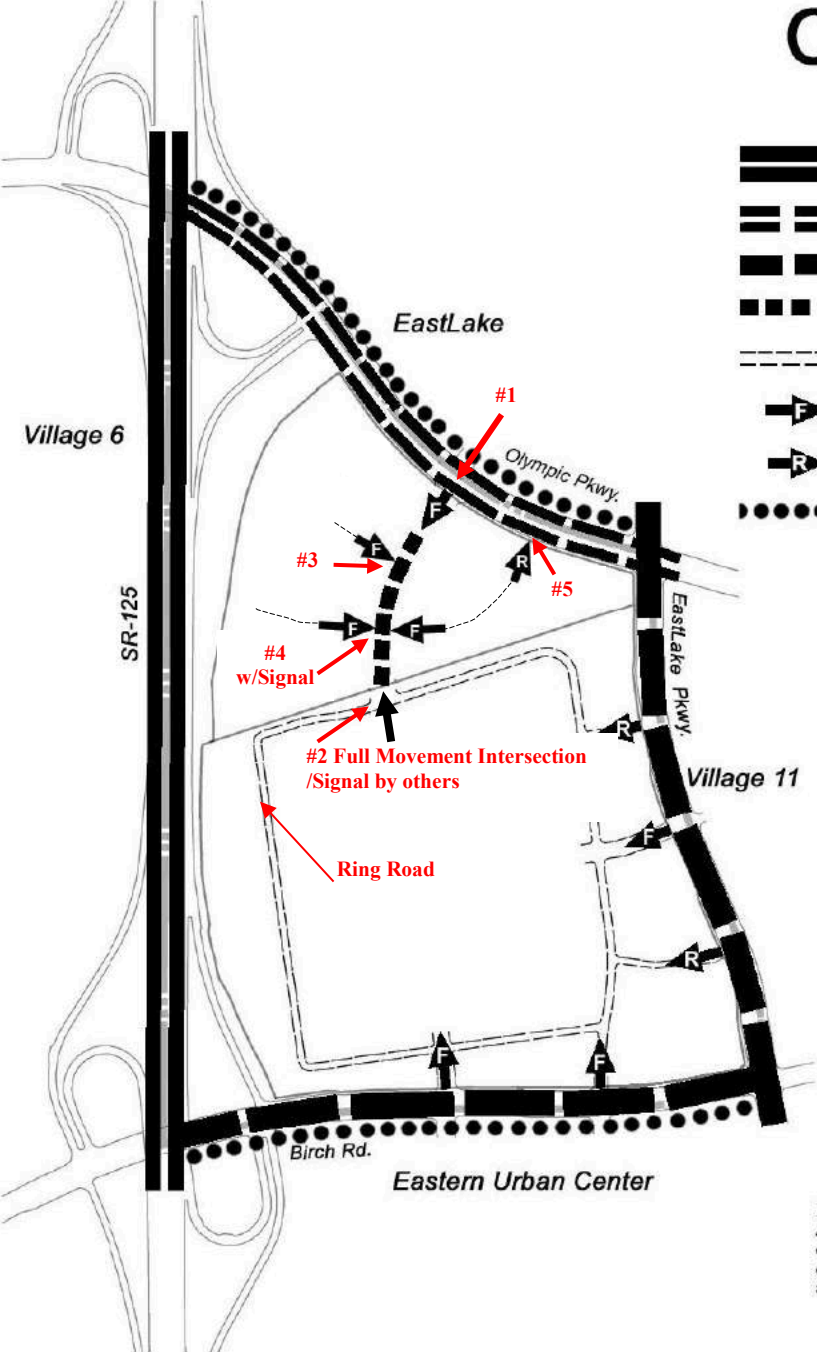 C
EastLake
#1
Village 6
Olympic Pkwy.
F
F
F
R
#3
R
#5
SR-125
EastLake Pkwy.
F
F
#4
w/Signal
R
#2 Full Movement Intersection
/Signal by others
Village 11
F
Ring Road
R
F
F
Birch Rd.
Eastern Urban Center